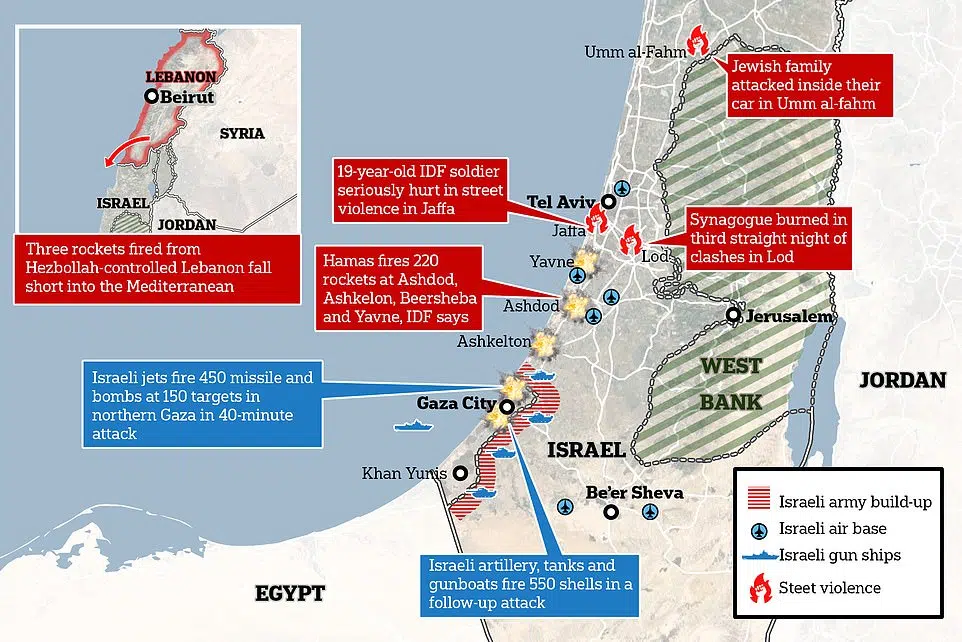 LEBANON
Beirut
SYRIA
ISRAEL
JORDAN
Three rockets fired from
Hezbollah-controlled Lebanon fall
short into the Mediterranean
Umm al-Fahm
Jewish family
attacked inside their
car in Umm al-fahm
19-year-old IDF soldier
seriously hurt in street
violence in Jaffa
Tel Aviv
Jaffa
Synagogue burned in
third straight night of
clashes in Lod
Lod
Yavne
Hamas fires 220
rockets at Ashdod,
Ashkelon, Beersheba
and Yavne, IDF says
Ashdod
Jerusalem
Ashkelton
WEST
BANK
JORDAN
Israeli jets fire 450 missile and
bombs at 150 targets in
northern Gaza in 40-minute
attack
Gaza City
ISRAEL
Khan Yunis
Be'er Sheva
Israeli artillery, tanks and
gunboats fire 550 shells in a
follow-up attack
EGYPT
Israeli army build-up
Israeli air base
Israeli gun ships
Steet violence